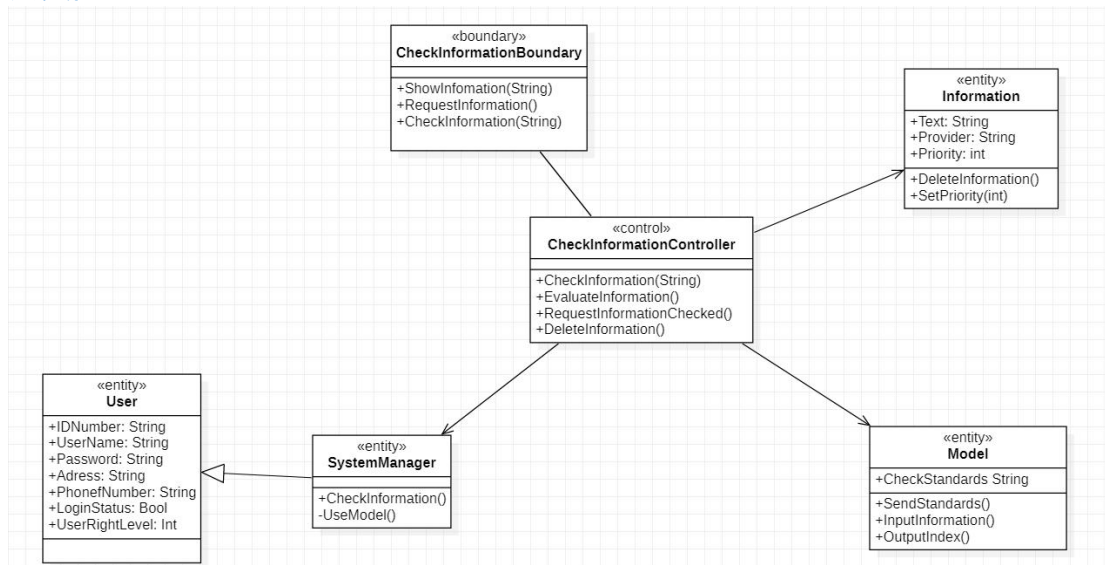 «boundary»
CheckInformationBoundary
+ShowInfomation(String)
+RequestInformation()
+CheckInformation(String)
«entity»
Information
+Text: String
+Provider: String
+Priority: int
+DeleteInformation()
+SetPriority(int)
«control»
CheckInformationController
+CheckInformation(String)
+EvaluateInformation()
+RequestInformationChecked()
+DeleteInformation()
«entity»
User
+IDNumber: String
+UserName: String
+Password: String
+Adress: String
+PhonefNumber: String
+LoginStatus: Bool
+UserRightLevel: Int
«entity»
SystemManager
+CheckInformation()
-UseModel()
«entity»
Model
+CheckStandards String
+SendStandards()
+InputInformation()
+OutputIndex()